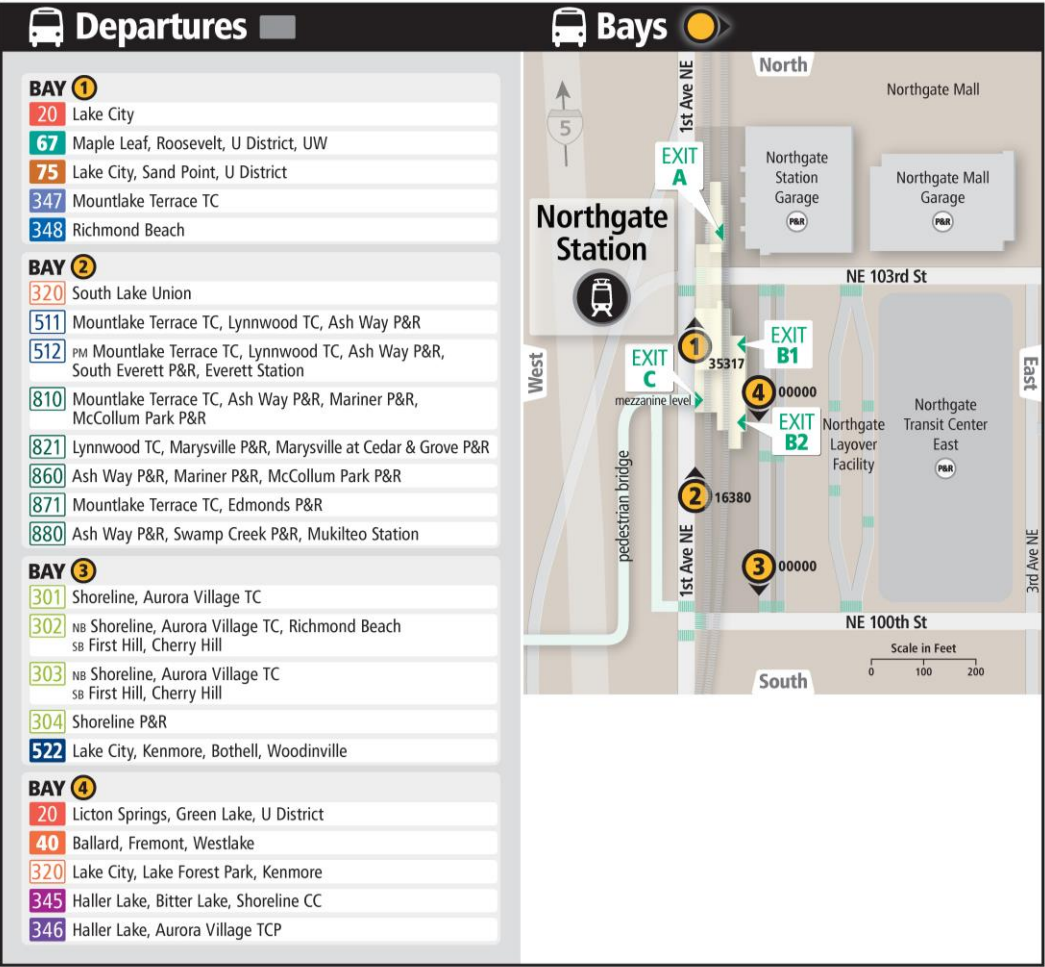 Departures
BAY 1
20 Lake City
67 Maple Leaf, Roosevelt, U District, UW
75 Lake City, Sand Point, U District
347 Mountlake Terrace TC
348 Richmond Beach
BAY 2
320 South Lake Union
511 Mountlake Terrace TC, Lynnwood TC, Ash Way P&R
512 PM Mountlake Terrace TC, Lynnwood TC, Ash Way P&R,
South Everett P&R, Everett Station
810 Mountlake Terrace TC, Ash Way P&R, Mariner P&R,
McCollum Park P&R
821 Lynnwood TC, Marysville P&R, Marysville at Cedar & Grove P&R
860 Ash Way P&R, Mariner P&R, McCollum Park P&R
871 Mountlake Terrace TC, Edmonds P&R
880 Ash Way P&R, Swamp Creek P&R, Mukilteo Station
BAY 3
301 Shoreline, Aurora Village TC
302 NB Shoreline, Aurora Village TC, Richmond Beach
SB First Hill, Cherry Hill
303 NB Shoreline, Aurora Village TC
SB First Hill, Cherry Hill
304 Shoreline P&R
522 Lake City, Kenmore, Bothell, Woodinville
BAY 4
20 Licton Springs, Green Lake, U District
40 Ballard, Fremont, Westlake
320 Lake City, Lake Forest Park, Kenmore
345 Haller Lake, Bitter Lake, Shoreline CC
346 Haller Lake, Aurora Village TCP
Bays
North
1st Ave NE
Northgate Mall
5
EXIT
A
Northgate
Station
Garage
P&R
Northgate Mall
Garage
P&R
Northgate
Station
NE 103rd St
1
35317
EXIT
B1
West
EXIT
C
mezzanine level
4 00000
East
EXIT
B2
Northgate
Layover
Facility
Northgate
Transit Center
East
P&R
pedestrian bridge
2 16380
1st Ave NE
3 00000
3rd Ave NE
NE 100th St
Scale in Feet
0 100 200
South